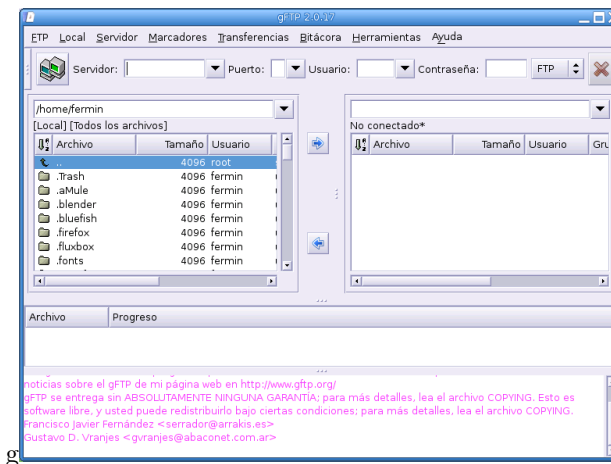 gFTP 2.0.17
FTP Local Servidor Marcadores Transferencias Bitácora Herramientas Ayuda
Servidor: Puerto: Usuario: Contraseña: FTP
/home/fermin
[Local] [Todos los archivos]
Archivo Tamaño Usuario
.. 4096 root
.Trash 4096 fermin
.aMule 4096 fermin
.blender 4096 fermin
.bluefish 4096 fermin
.firefox 4096 fermin
.fluxbox 4096 fermin
.fonts 4096 fermin
No conectado*
Archivo Tamaño Usuario Gru
Archivo Progreso
noticias sobre el gFTP de mi página web en http://www.gftp.org/
gFTP se entrega sin ABSOLUTAMENTE NINGUNA GARANTÍA; para más detalles, lea el archivo COPYING. Esto es
software libre, y usted puede redistribuirlo bajo ciertas condiciones; para más detalles, lea el archivo COPYING.
Francisco Javier Fernández <serrador@arrakis.es>
Gustavo D. Vranjes <gvranjes@abaconet.com.ar>
g